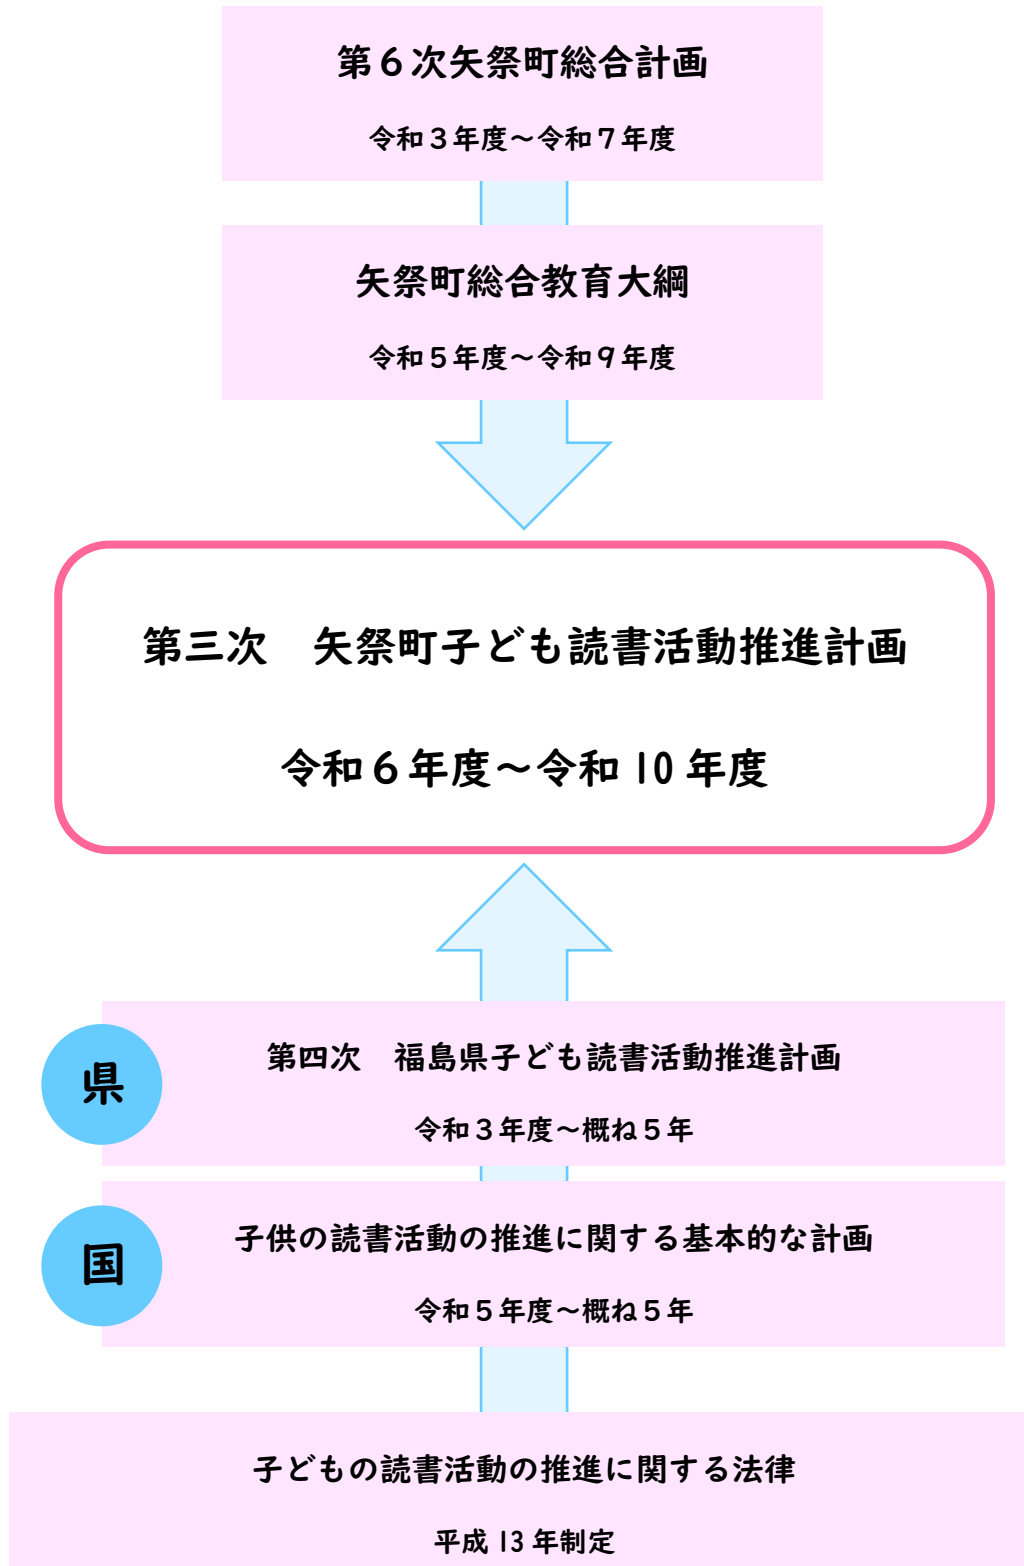 第６次矢祭町総合計画
令和３年度～令和７年度
矢祭町総合教育大綱
令和５年度～令和９年度
第三次　矢祭町子ども読書活動推進計画
令和６年度～令和 10 年度
県
第四次　福島県子ども読書活動推進計画
令和３年度～概ね５年
国
子供の読書活動の推進に関する基本的な計画
令和５年度～概ね５年
子どもの読書活動の推進に関する法律
平成 13 年制定